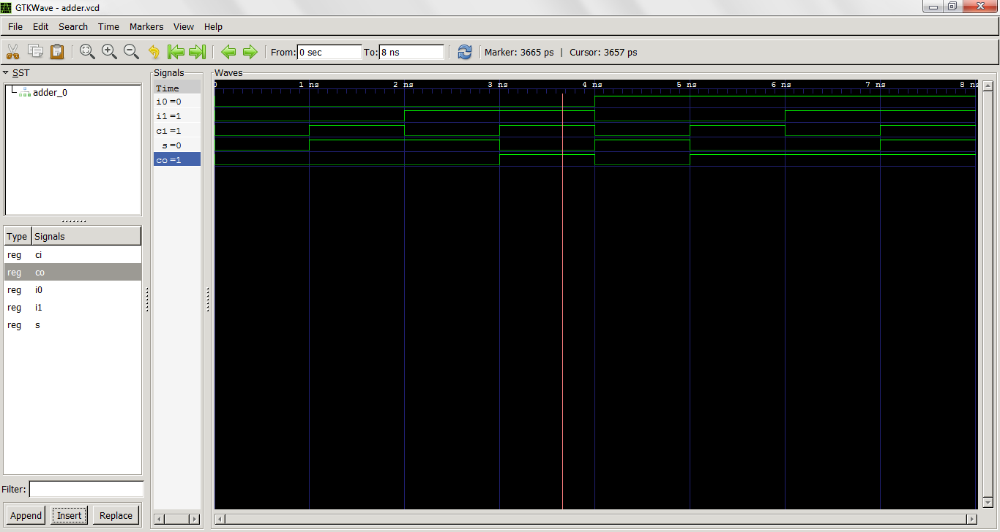 GTKWave - adder.vcd
File Edit Search Time Markers View Help
From: 0 sec To: 8 ns Marker: 3665 ps | Cursor: 3657 ps
SST
adder_0
Type Signals
reg ci
reg co
reg i0
reg i1
reg s
Filter:
Append Insert Replace
Signals
Time
i0 =0
i1 =1
ci =1
s =0
co =1
Waves
0 1 ns 2 ns 3 ns 4 ns 5 ns 6 ns 7 ns 8 ns